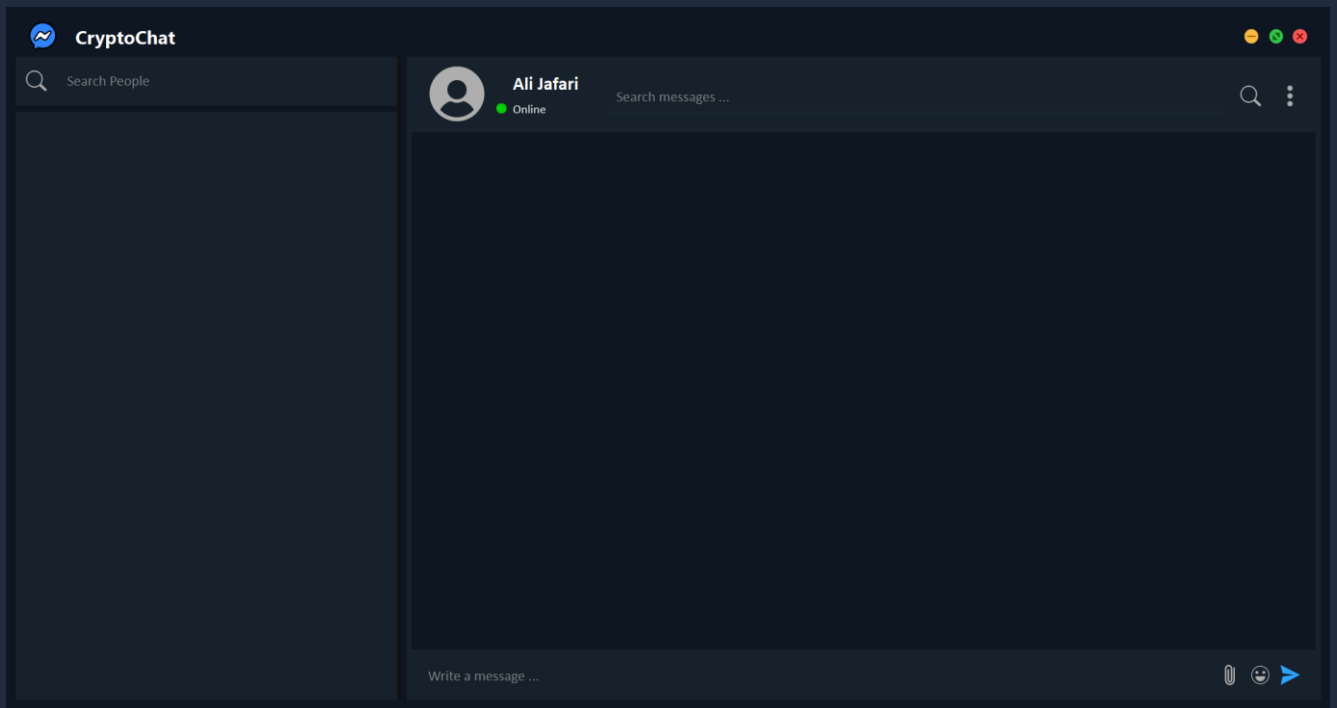 CryptoChat
Search People
Ali Jafari
Online
Search messages ...
Write a message ...